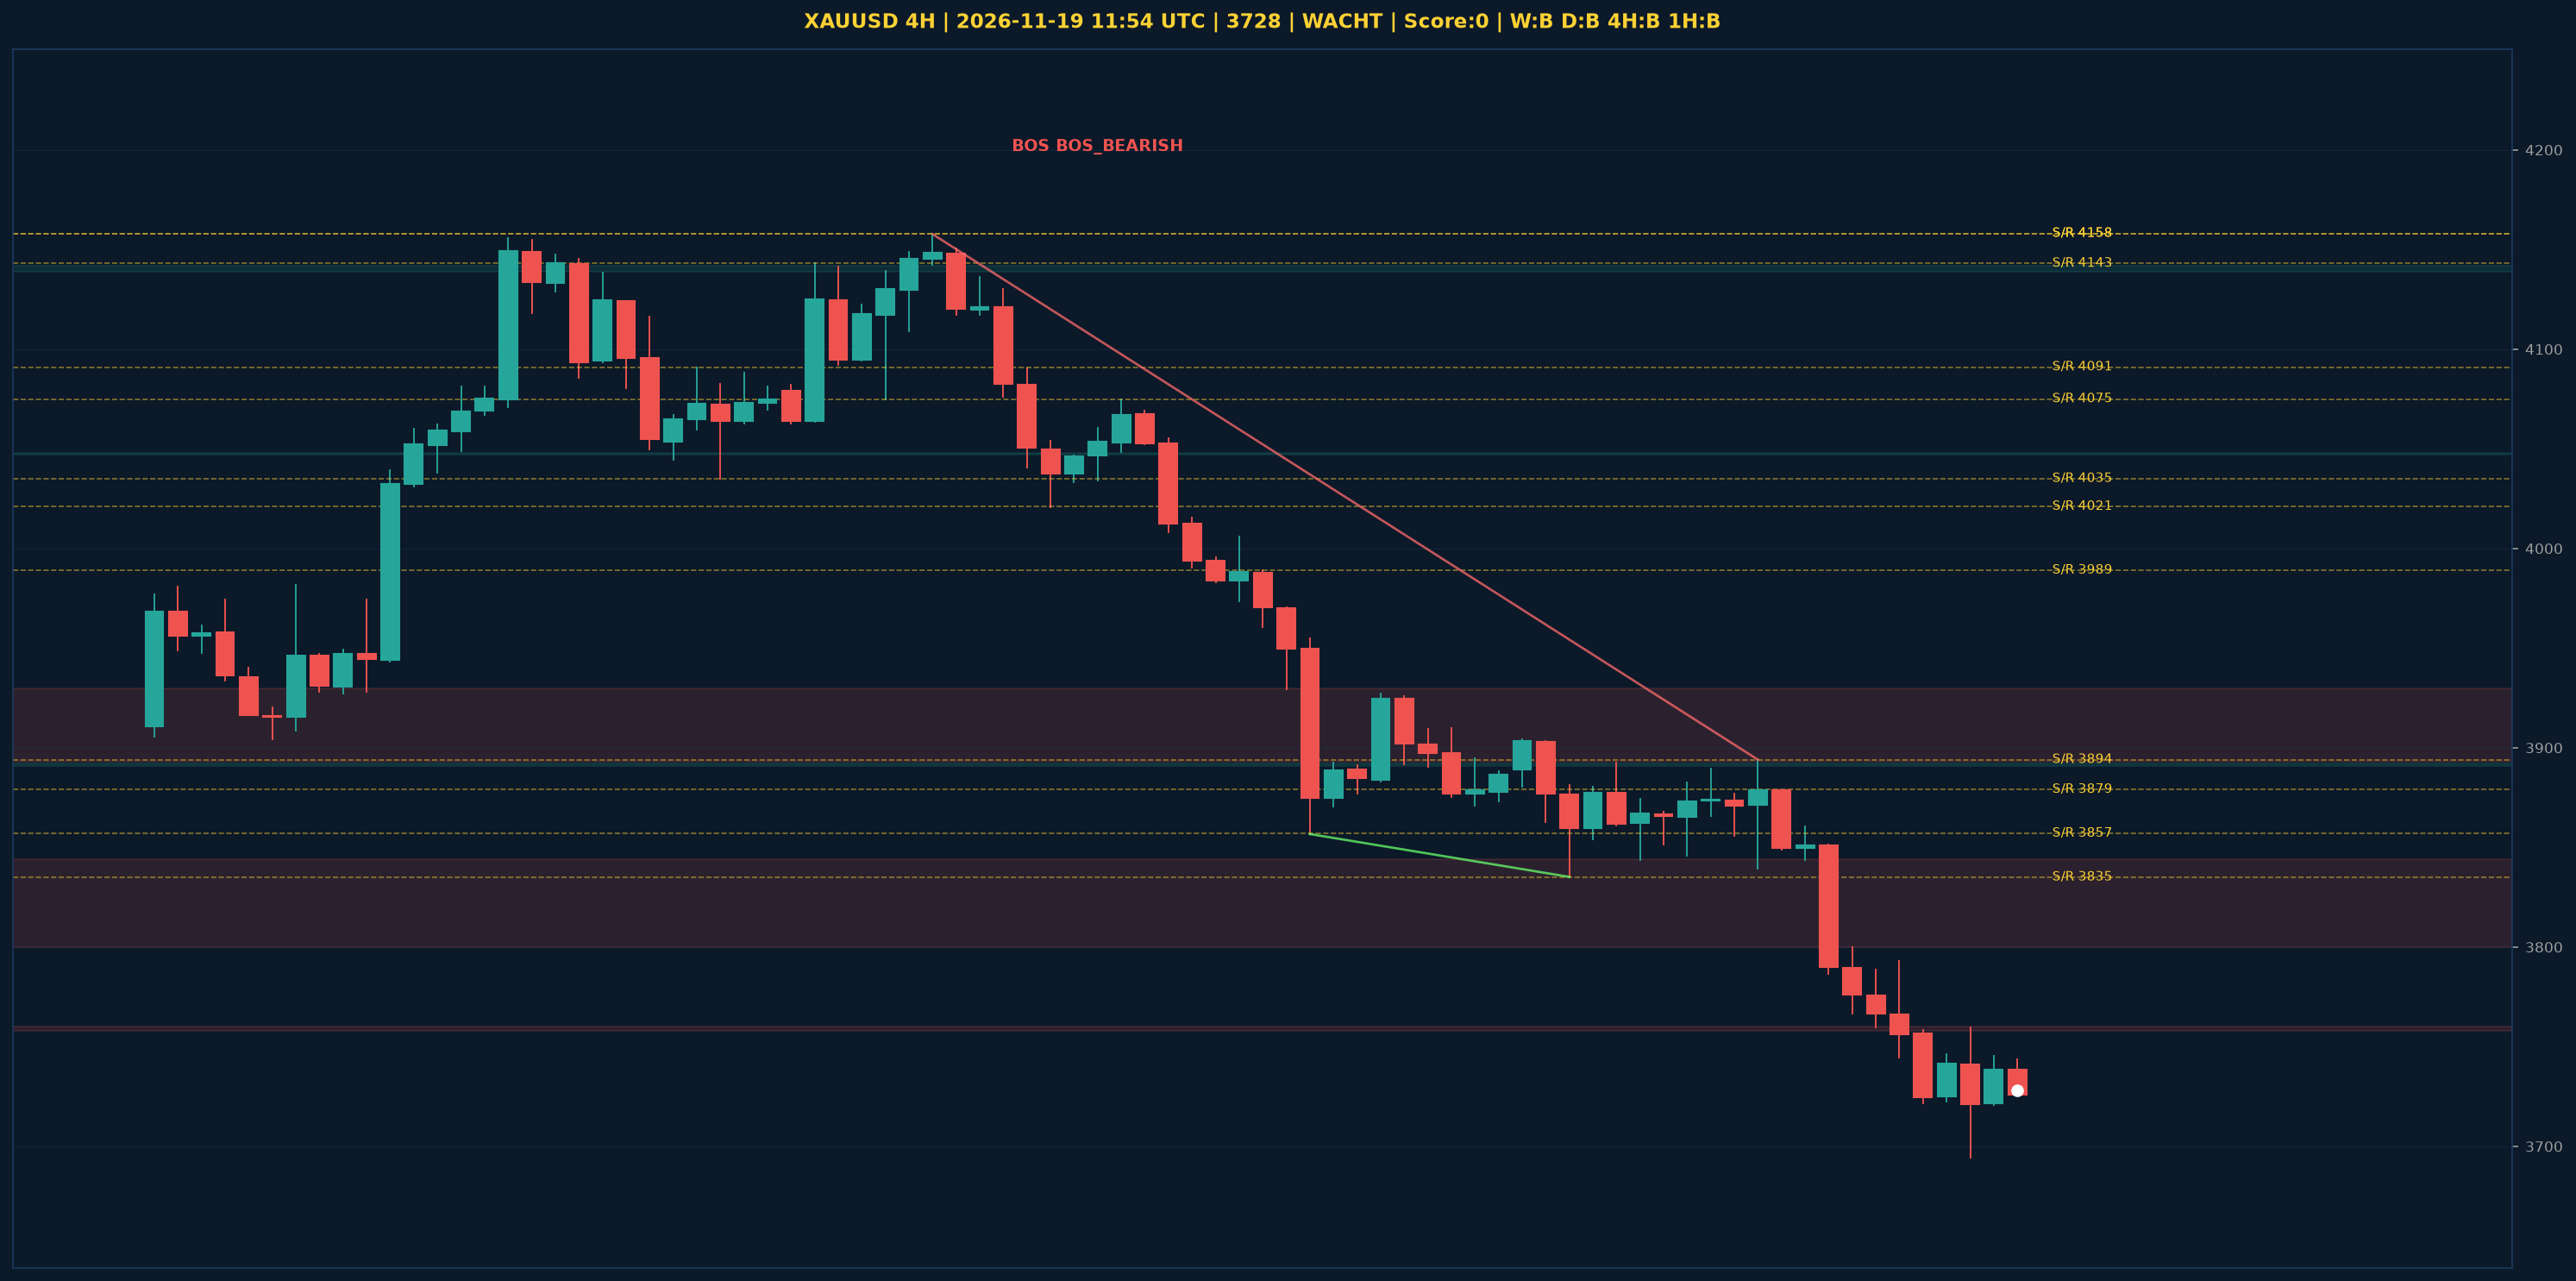 XAUUSD 4H | 2026-11-19 11:54 UTC | 3728 | WACHT | Score:0 | W:B D:B 4H:B 1H:B
BOS BOS_BEARISH
4200
S/R 4158
S/R 4143
4100
S/R 4091
S/R 4075
S/R 4035
S/R 4021
4000
S/R 3989
3900
S/R 3894
S/R 3879
S/R 3857
S/R 3835
3800
3700